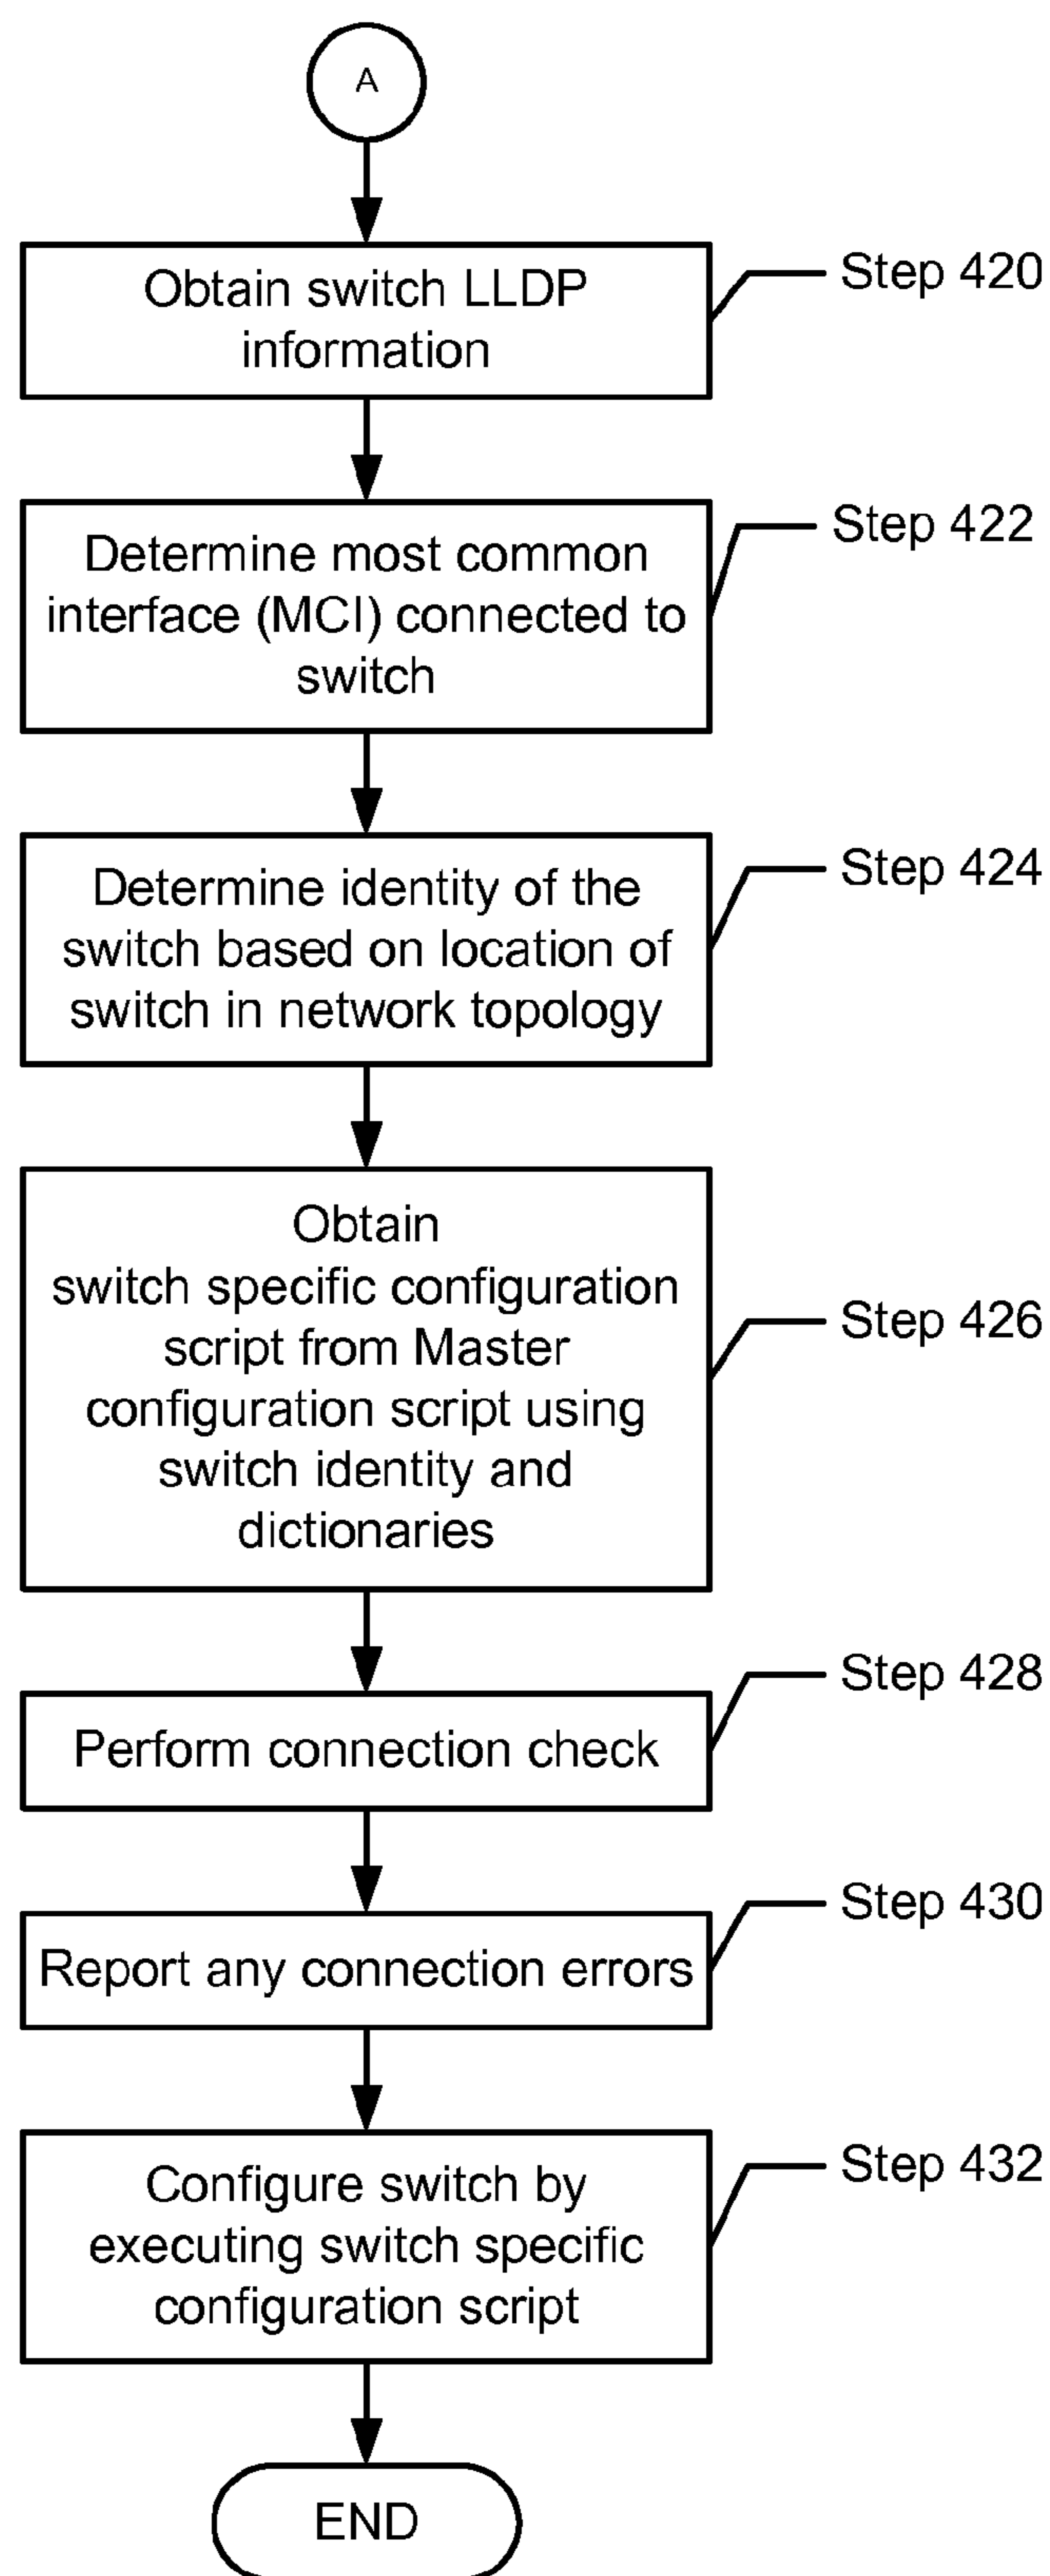 A
Obtain switch LLDP
information
Step 420
Determine most common
interface (MCI) connected to
switch
Step 422
Determine identity of the
switch based on location of
switch in network topology
Step 424
Obtain
switch specific configuration
script from Master
configuration script using
switch identity and
dictionaries
Step 426
Perform connection check
Step 428
Report any connection errors
Step 430
Configure switch by
executing switch specific
configuration script
Step 432
END